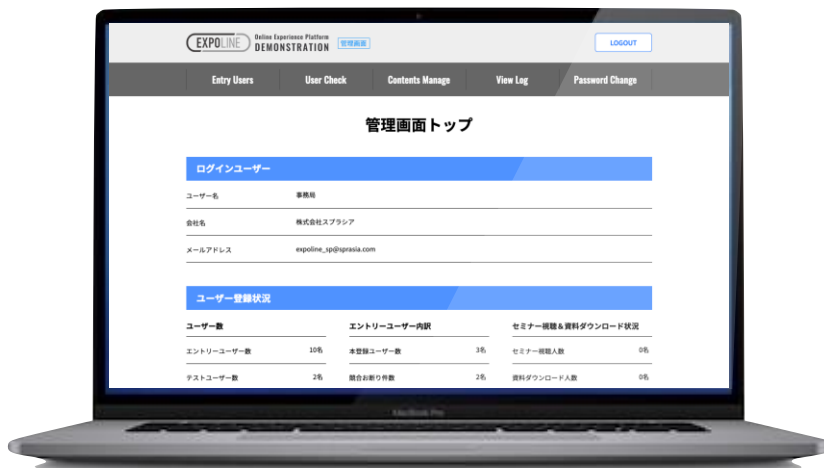 EXPOLINE
Online Experience Platform
DEMONSTRATION
管理画面
LOGOUT
Entry Users
User Check
Contents Manage
View Log
Password Change
管理画面トップ
ログインユーザー
ユーザー名 事務局
会社名 株式会社スプラシア
メールアドレス expoline_sp@sprasia.com
ユーザー登録状況
ユーザー数
エントリーユーザー数 10名
テストユーザー数 2名
エントリーユーザー内訳
本登録ユーザー数 3名
競合お断り件数 2名
セミナー視聴&資料ダウンロード状況
セミナー視聴人数 0名
資料ダウンロード人数 0名
MacBook Pro